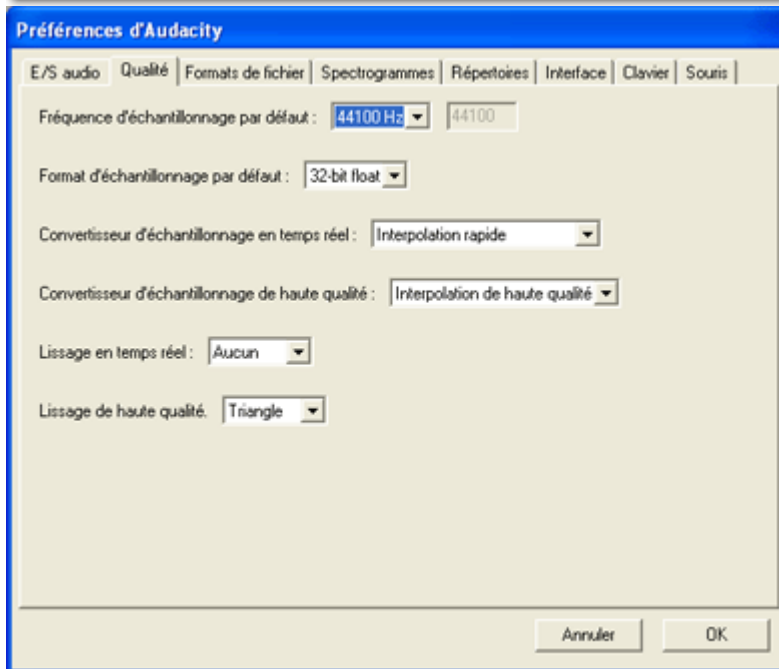 Préférences d'Audacity
E/S audio Qualité Formats de fichier Spectrogrammes Répertoires Interface Clavier Souris
Fréquence d'échantillonnage par défaut : 44100 Hz 44100
Format d'échantillonnage par défaut : 32-bit float
Convertisseur d'échantillonnage en temps réel : Interpolation rapide
Convertisseur d'échantillonnage de haute qualité : Interpolation de haute qualité
Lissage en temps réel : Aucun
Lissage de haute qualité. Triangle
Annuler OK